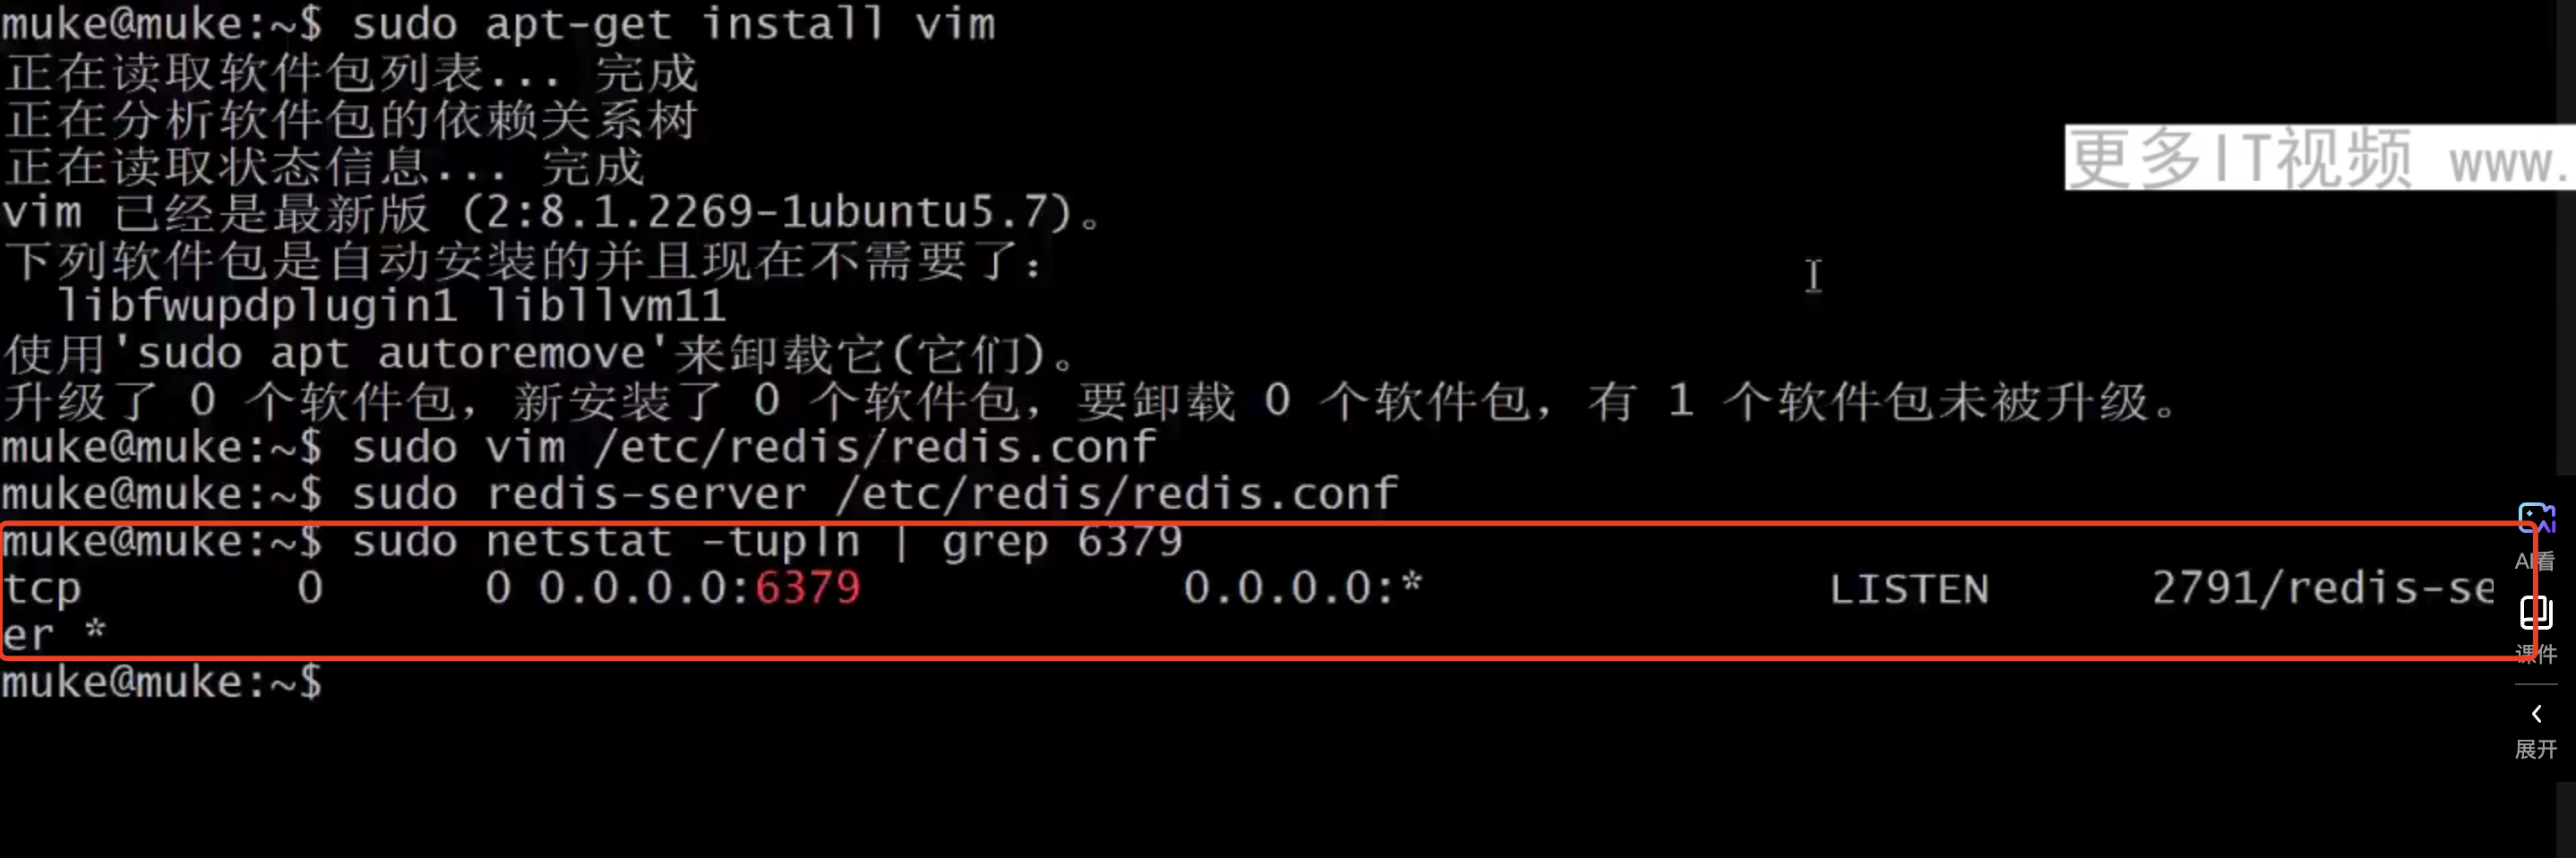 muke@muke:~$ sudo apt-get install vim
正在读取软件包列表... 完成
正在分析软件包的依赖关系树
正在读取状态信息... 完成
vim 已经是最新版 (2:8.1.2269-1ubuntu5.7)。
下列软件包是自动安装的并且现在不需要了：
libfwupdplugin1 libllvm11
使用'sudo apt autoremove'来卸载它(它们)。
升级了 0 个软件包，新安装了 0 个软件包，要卸载 0 个软件包，有 1 个软件包未被升级。
muke@muke:~$ sudo vim /etc/redis/redis.conf
muke@muke:~$ sudo redis-server /etc/redis/redis.conf
muke@muke:~$ sudo netstat -tupln | grep 6379
tcp 0 0 0.0.0.0:6379 0.0.0.0:* LISTEN 2791/redis-se
er *
muke@muke:~$
更多IT视频 www.
AI看
课件
展开